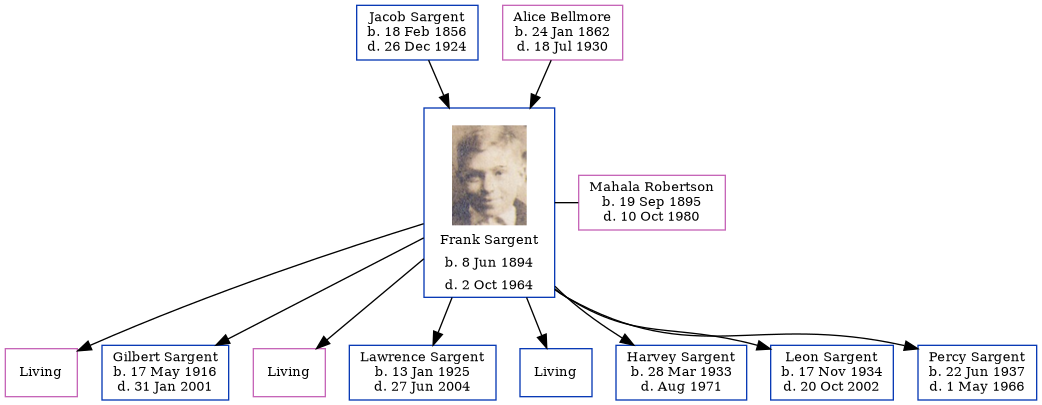 Jacob Sargent
b. 18 Feb 1856
d. 26 Dec 1924
Alice Bellmore
b. 24 Jan 1862
d. 18 Jul 1930
Frank Sargent
b. 8 Jun 1894
d. 2 Oct 1964
Mahala Robertson
b. 19 Sep 1895
d. 10 Oct 1980
Living
Gilbert Sargent
b. 17 May 1916
d. 31 Jan 2001
Living
Lawrence Sargent
b. 13 Jan 1925
d. 27 Jun 2004
Living
Harvey Sargent
b. 28 Mar 1933
d. Aug 1971
Leon Sargent
b. 17 Nov 1934
d. 20 Oct 2002
Percy Sargent
b. 22 Jun 1937
d. 1 May 1966